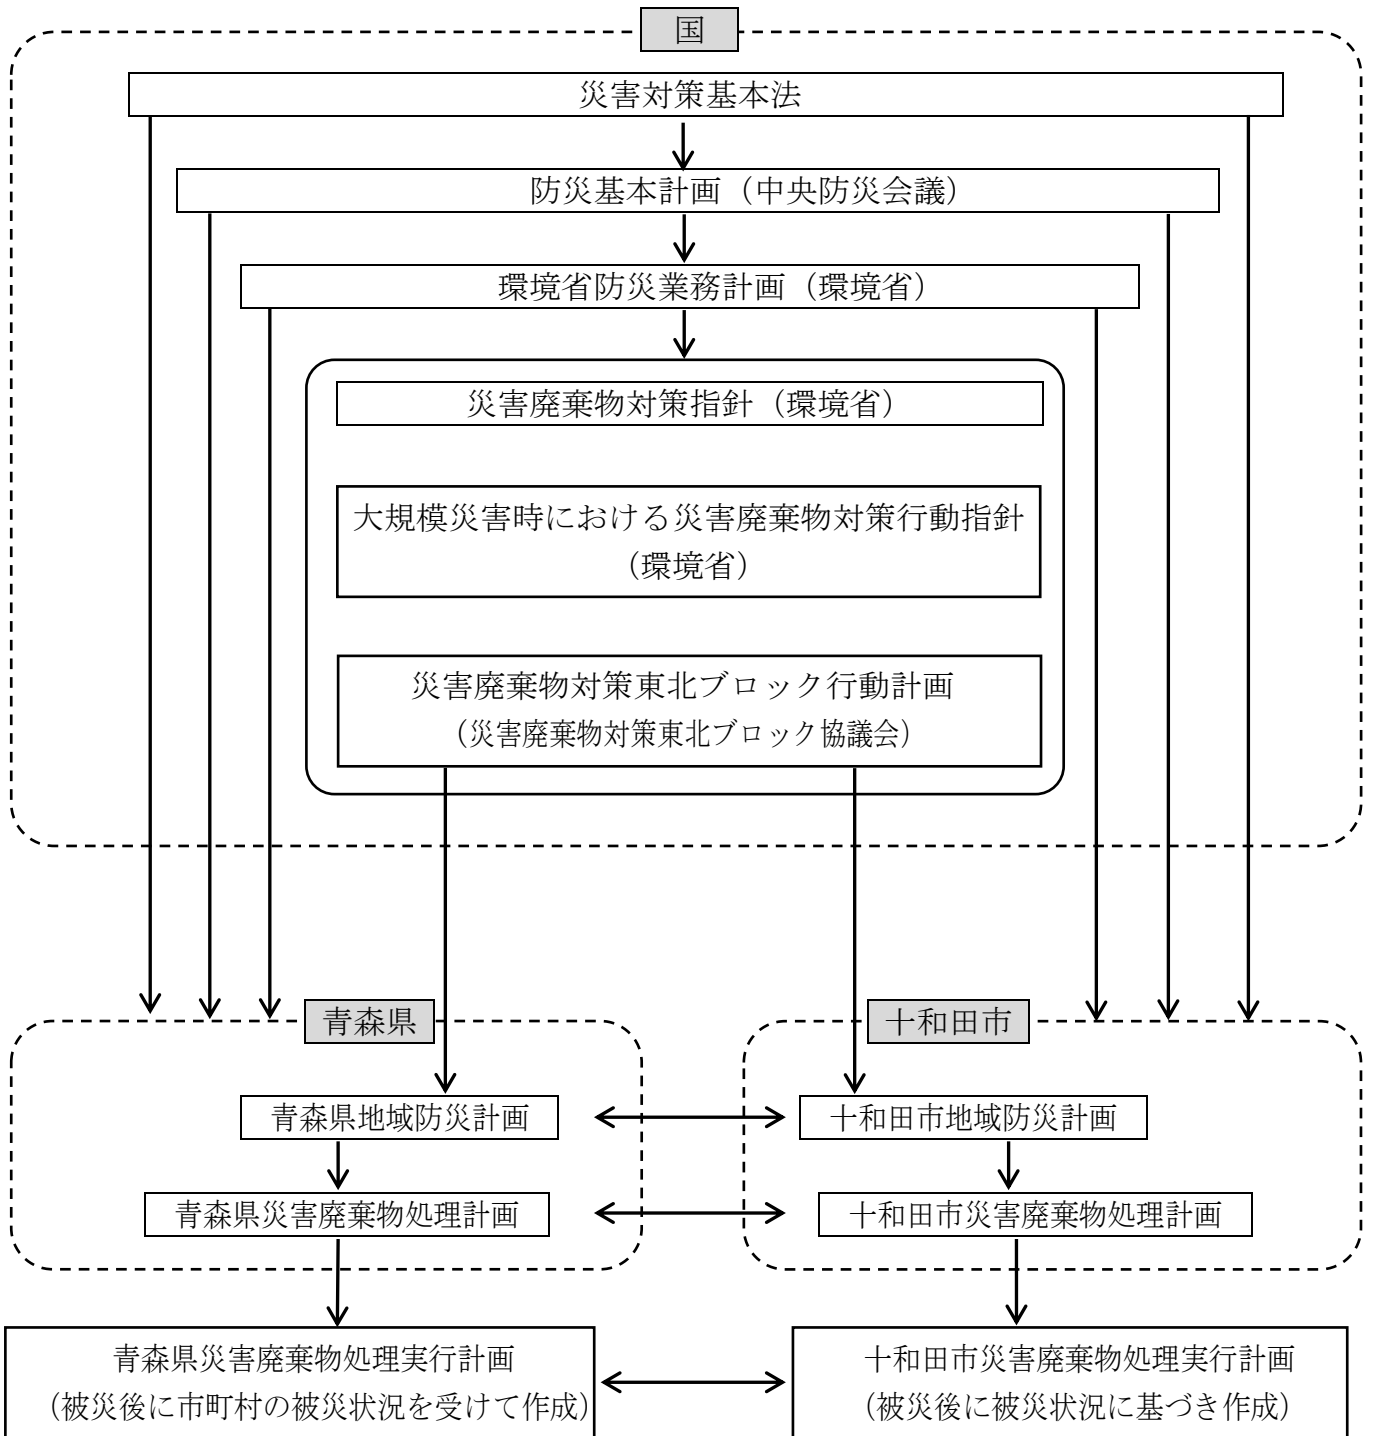 国
災害対策基本法
防災基本計画（中央防災会議）
環境省防災業務計画（環境省）
災害廃棄物対策指針（環境省）
大規模災害時における災害廃棄物対策行動指針
（環境省）
災害廃棄物対策東北ブロック行動計画
（災害廃棄物対策東北ブロック協議会）
青森県
十和田市
青森県地域防災計画
十和田市地域防災計画
青森県災害廃棄物処理計画
十和田市災害廃棄物処理計画
青森県災害廃棄物処理実行計画
（被災後に市町村の被災状況を受けて作成）
十和田市災害廃棄物処理実行計画
（被災後に被災状況に基づき作成）